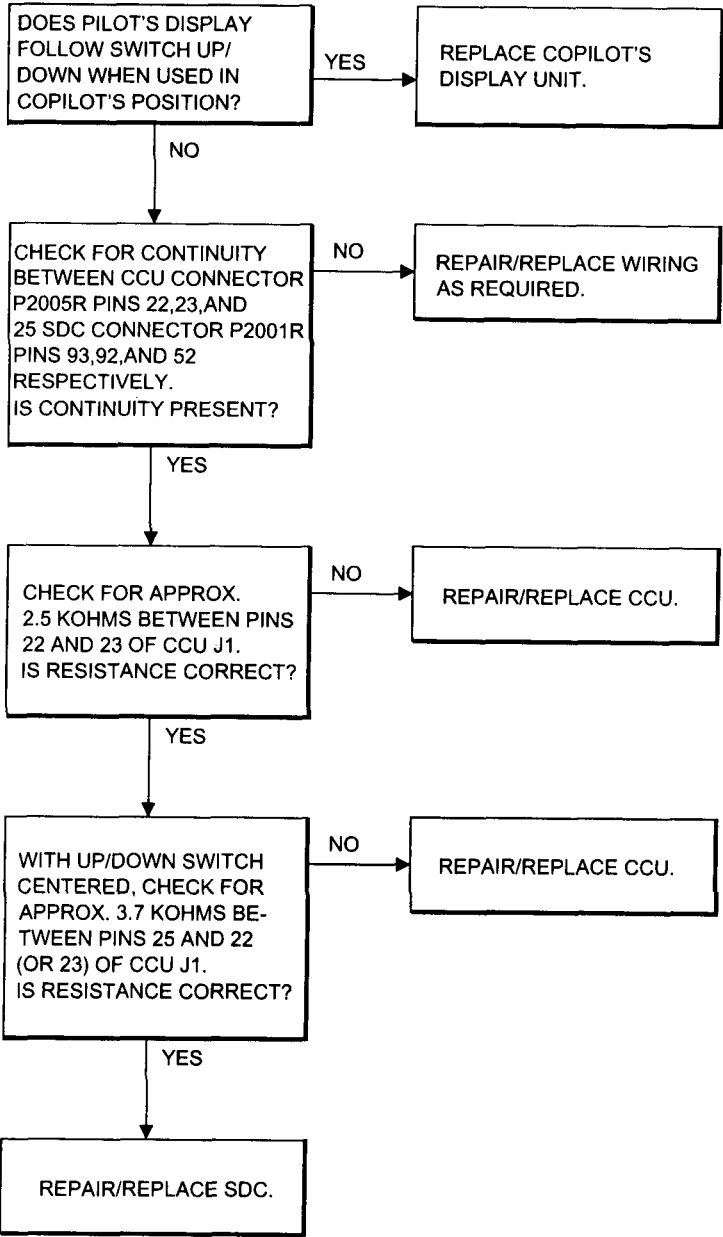 DOES PILOT'S DISPLAY
FOLLOW SWITCH UP/
DOWN WHEN USED IN
COPILOT'S POSITION?
YES
REPLACE COPILOT'S
DISPLAY UNIT.
NO
CHECK FOR CONTINUITY
BETWEEN CCU CONNECTOR
P2005R PINS 22,23,AND
25 SDC CONNECTOR P2001R
PINS 93,92,AND 52
RESPECTIVELY.
IS CONTINUITY PRESENT?
NO
REPAIR/REPLACE WIRING
AS REQUIRED.
YES
CHECK FOR APPROX.
2.5 KOHMS BETWEEN PINS
22 AND 23 OF CCU J1.
IS RESISTANCE CORRECT?
NO
REPAIR/REPLACE CCU.
YES
WITH UP/DOWN SWITCH
CENTERED, CHECK FOR
APPROX. 3.7 KOHMS BE-
TWEEN PINS 25 AND 22
(OR 23) OF CCU J1.
IS RESISTANCE CORRECT?
NO
REPAIR/REPLACE CCU.
YES
REPAIR/REPLACE SDC.